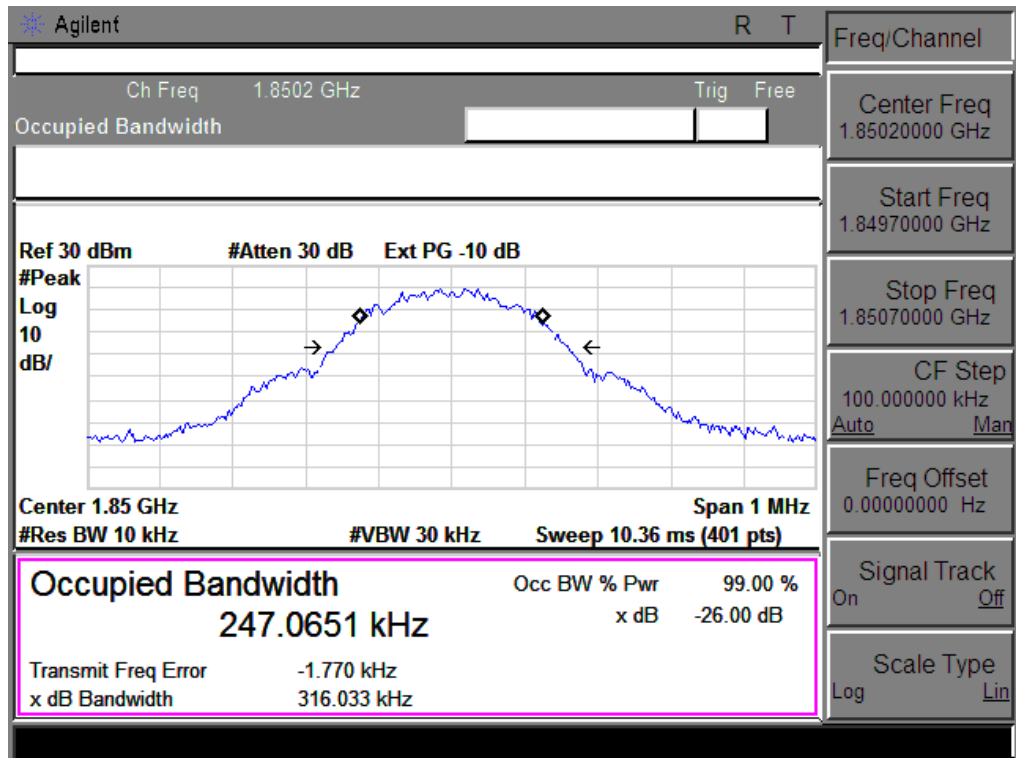 Agilent R T
Freq/Channel
Ch Freq 1.8502 GHz Trig Free
Occupied Bandwidth
Center Freq
1.85020000 GHz
Start Freq
1.84970000 GHz
Ref 30 dBm #Atten 30 dB Ext PG -10 dB
#Peak
Log
10
dB/
Stop Freq
1.85070000 GHz
CF Step
100.000000 kHz
Auto Man
Center 1.85 GHz Span 1 MHz
#Res BW 10 kHz #VBW 30 kHz Sweep 10.36 ms (401 pts)
Freq Offset
0.00000000 Hz
Occupied Bandwidth Occ BW % Pwr 99.00 %
247.0651 kHz x dB -26.00 dB
Transmit Freq Error -1.770 kHz
x dB Bandwidth 316.033 kHz
Signal Track
On Off
Scale Type
Log Lin